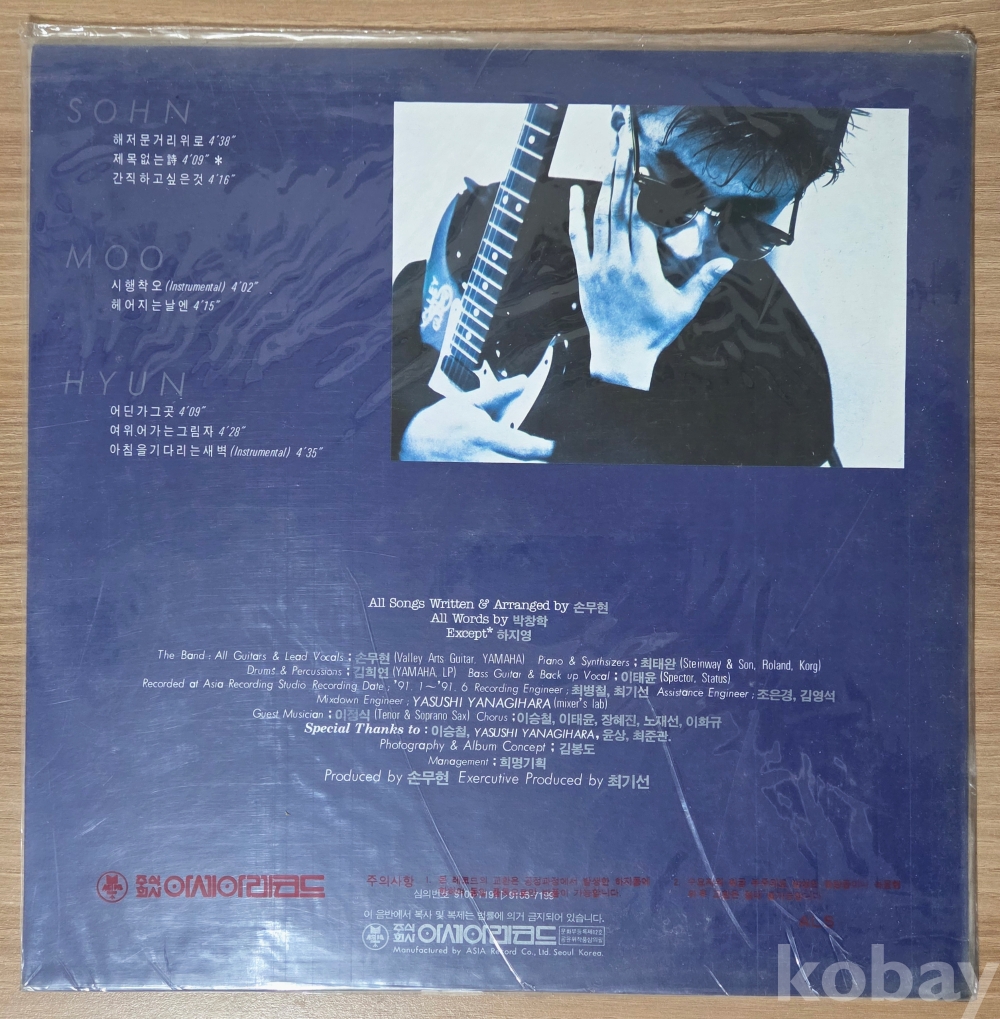 SOHN
해저문거리위로 4'38"
제목없는詩 4'09" *
간직하고싶은것 4'16"
MOO
시행착오 (Instrumental) 4'02"
헤어지는날엔 4'15"
HYUN
어딘가그곳 4'09"
여위어가는그림자 4'28"
아침을기다리는새벽 (Instrumental) 4'35"
All Songs Written & Arranged by 손무현
All Words by 박창학
Except* 하지영
The Band : All Guitars & Lead Vocals ; 손무현 (Valley Arts Guitar, YAMAHA) Piano & Synthsizers ; 최태완 (Steinway & Son, Roland, Korg)
Drums & Percussions ; 김희연 (YAMAHA, LP) Bass Guitar & Back up Vocal ; 이태윤 (Spector, Status)
Recorded at Asia Recording Studio Recording Date ; '91. 1~'91. 6 Recording Engineer ; 최병철, 최기선 Assistance Engineer ; 조은경, 김영석
Mixdown Engineer ; YASUSHI YANAGIHARA (mixer's lab)
Guest Musician ; 이정식 (Tenor & Soprano Sax) Chorus ; 이승철, 이태윤, 장혜진, 노재선, 이화규
Special Thanks to : 이승철, YASUSHI YANAGIHARA, 윤상, 최준관.
Photography & Album Concept ; 김봉도
Management ; 희명기획
Produced by 손무현 Exercutive Produced by 최기선
주식회사 아세아레코드
주의사항 1.
2.
심의번호
이 음반에서 복사 및 복제는 법률에 의거 금지되어 있습니다.
주식회사 아세아레코드
Manufactured by ASIA Record Co., Ltd. Seoul Korea.
kobay